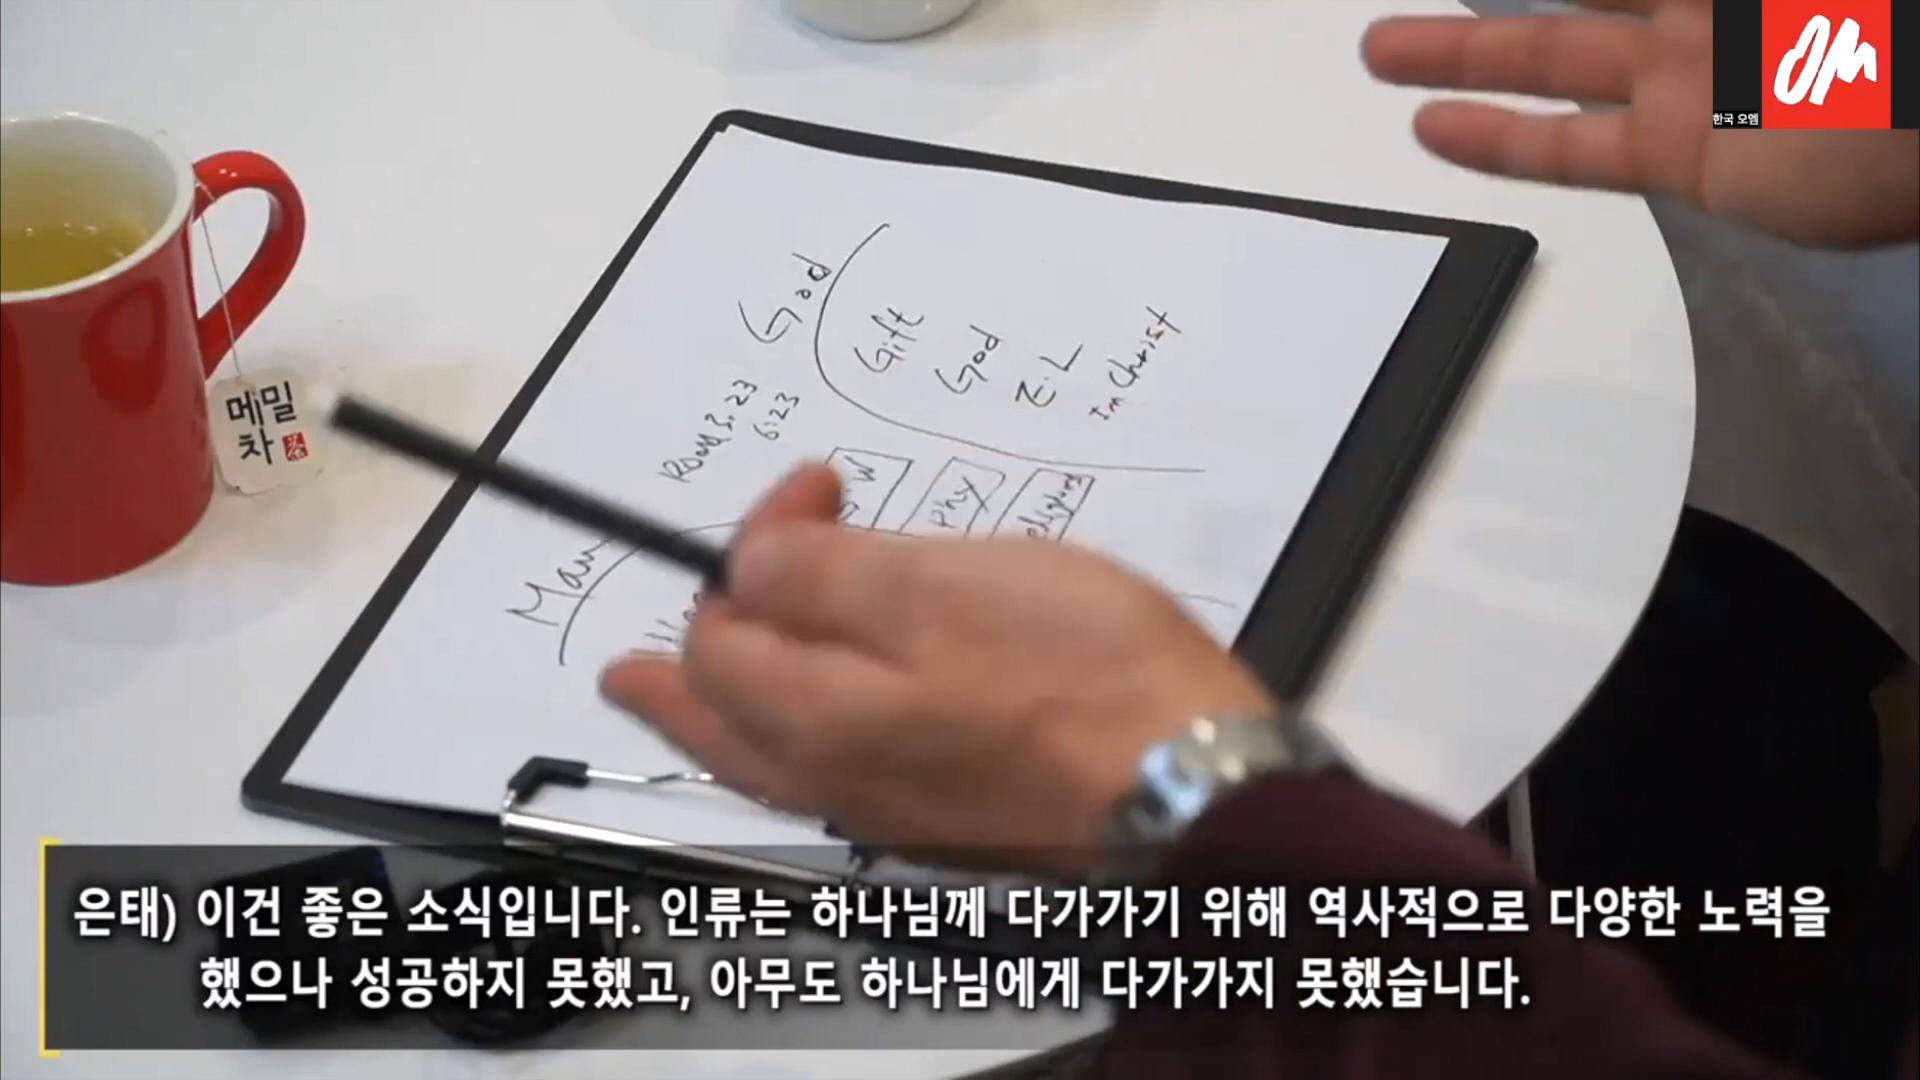 OM
한국 오엠
메밀
차
茶
God
Gift
God
E.L
Im Christ
Rom 3.23
6:23
G.W
Phy
Man
은태) 이건 좋은 소식입니다. 인류는 하나님께 다가가기 위해 역사적으로 다양한 노력을
했으나 성공하지 못했고, 아무도 하나님에게 다가가지 못했습니다.